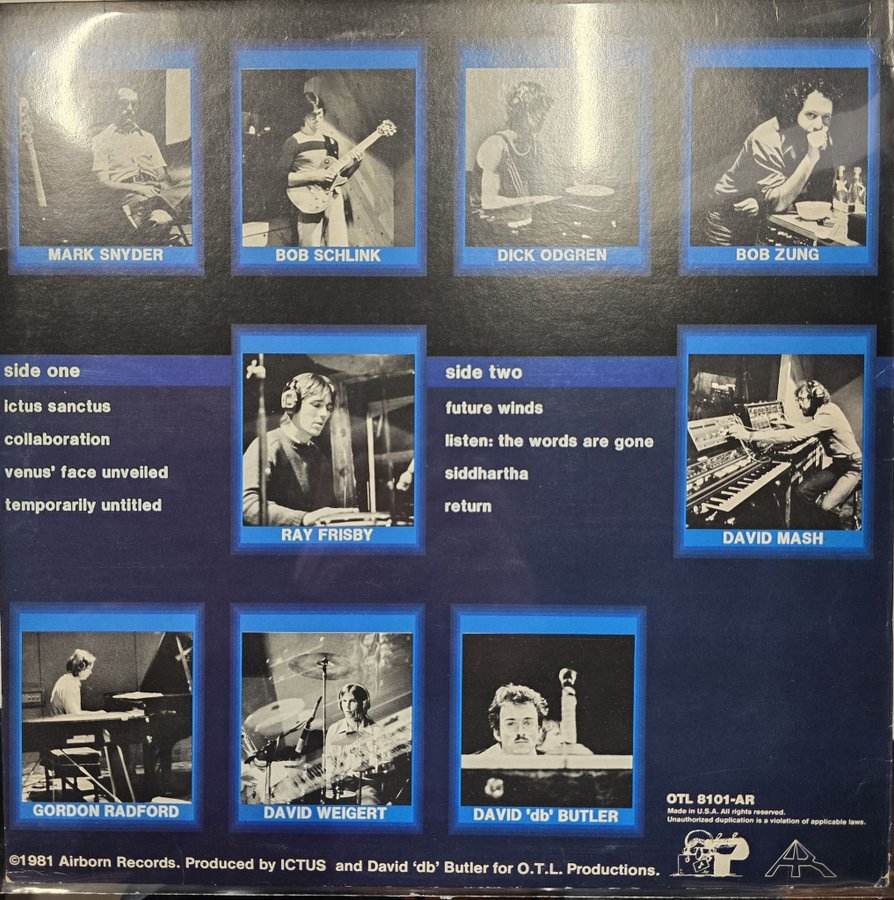 MARK SNYDER
BOB SCHLINK
DICK ODGREN
BOB ZUNG
side one
ictus sanctus
collaboration
venus' face unveiled
temporarily untitled
RAY FRISBY
side two
future winds
listen: the words are gone
siddhartha
return
DAVID MASH
GORDON RADFORD
DAVID WEIGERT
DAVID 'db' BUTLER
OTL 8101-AR
Made in U.S.A. All rights reserved.
Unauthorized duplication is a violation of applicable laws.
©1981 Airborn Records. Produced by ICTUS and David 'db' Butler for O.T.L. Productions.